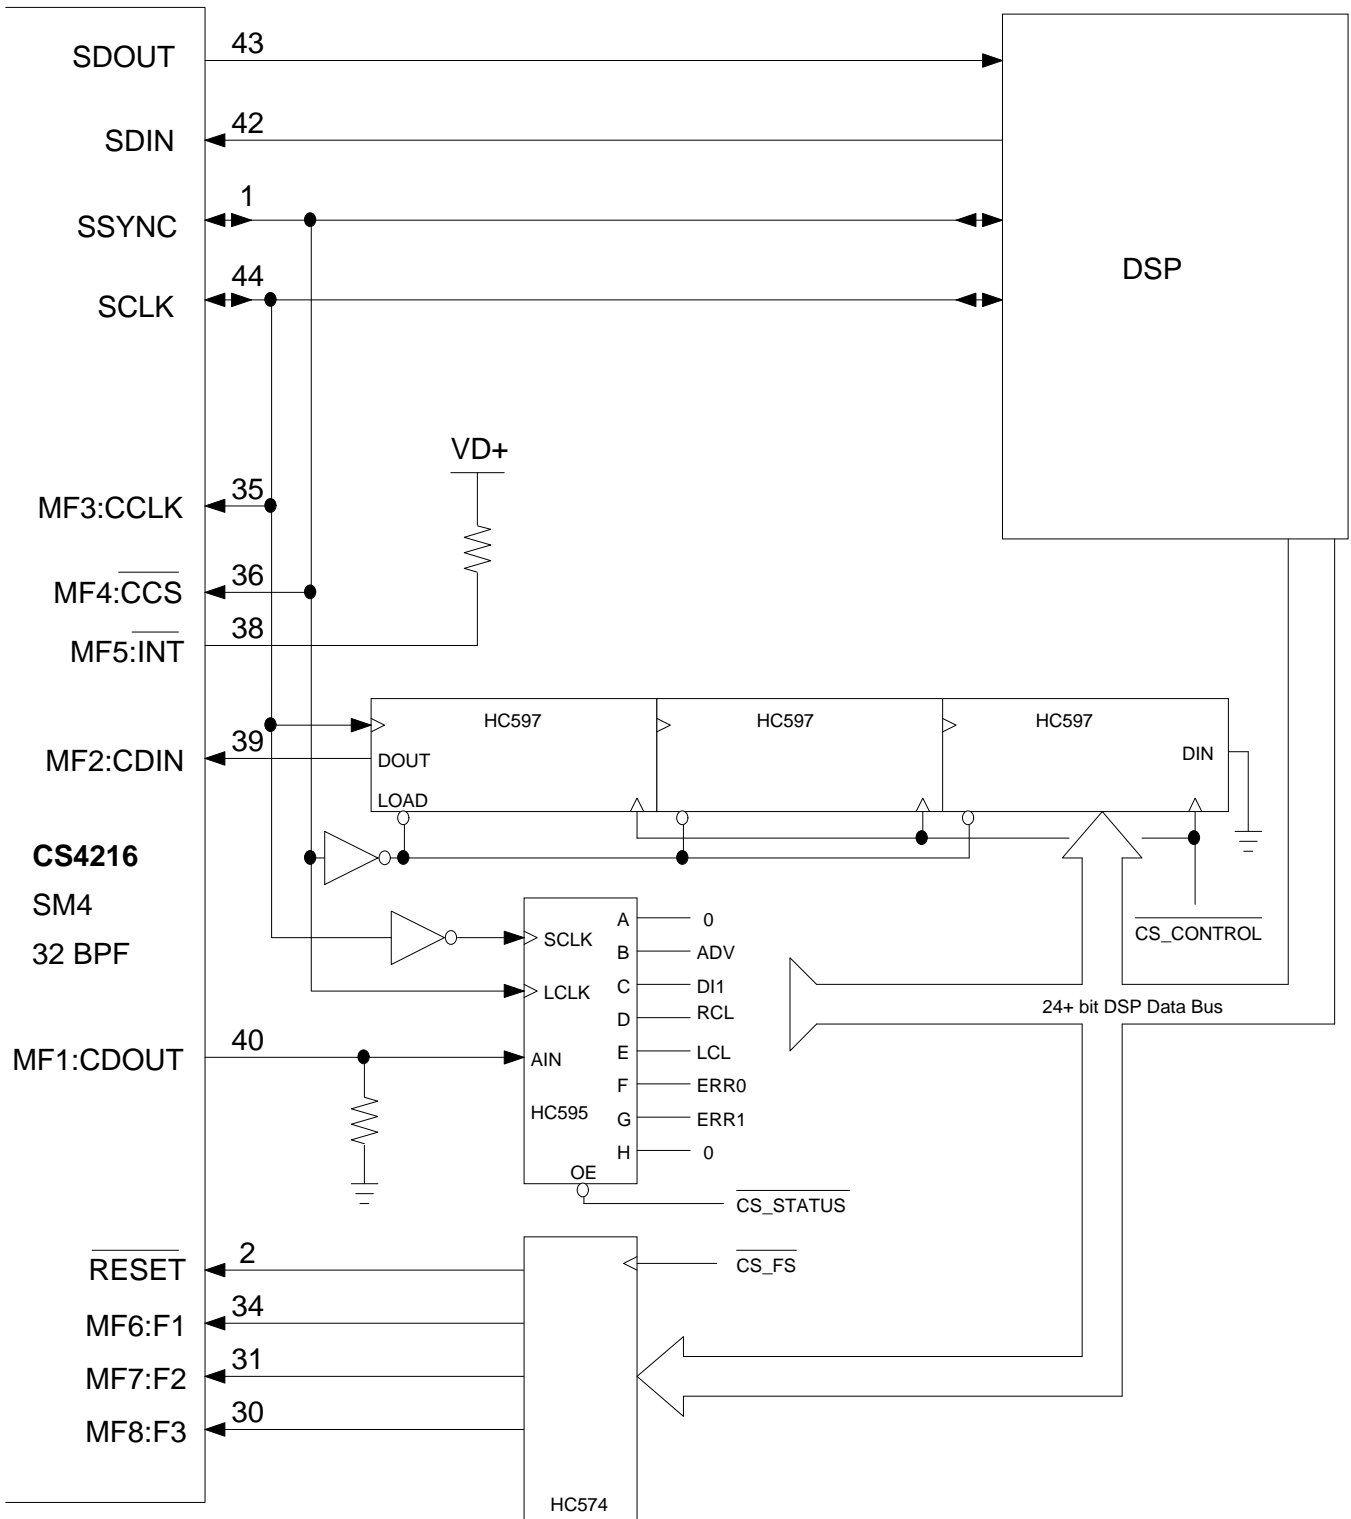 SDOUT 43
SDIN 42
SSYNC 1
SCLK 44
DSP
VD+
MF3:CCLK 35
MF4:CCS 36
MF5:INT 38
HC597 HC597 HC597
MF2:CDIN 39
DOUT
DIN
LOAD
CS4216
SM4
32 BPF
CS_CONTROL
SCLK
LCLK
AIN
HC595
OE
A 0
B ADV
C DI1
D RCL
E LCL
F ERR0
G ERR1
H 0
24+ bit DSP Data Bus
MF1:CDOUT 40
CS_STATUS
RESET 2
CS_FS
MF6:F1 34
MF7:F2 31
MF8:F3 30
HC574